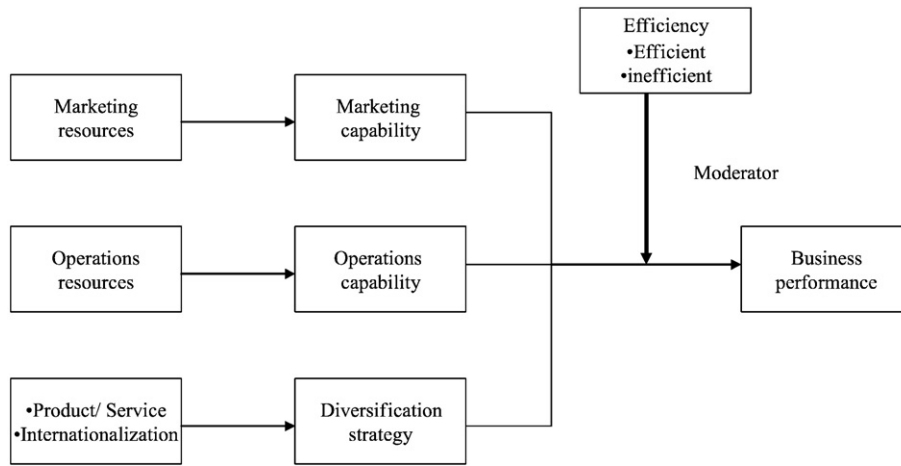 Efficiency
•Efficient
•inefficient
Marketing
resources
Marketing
capability
Moderator
Operations
resources
Operations
capability
Business
performance
•Product/ Service
•Internationalization
Diversification
strategy